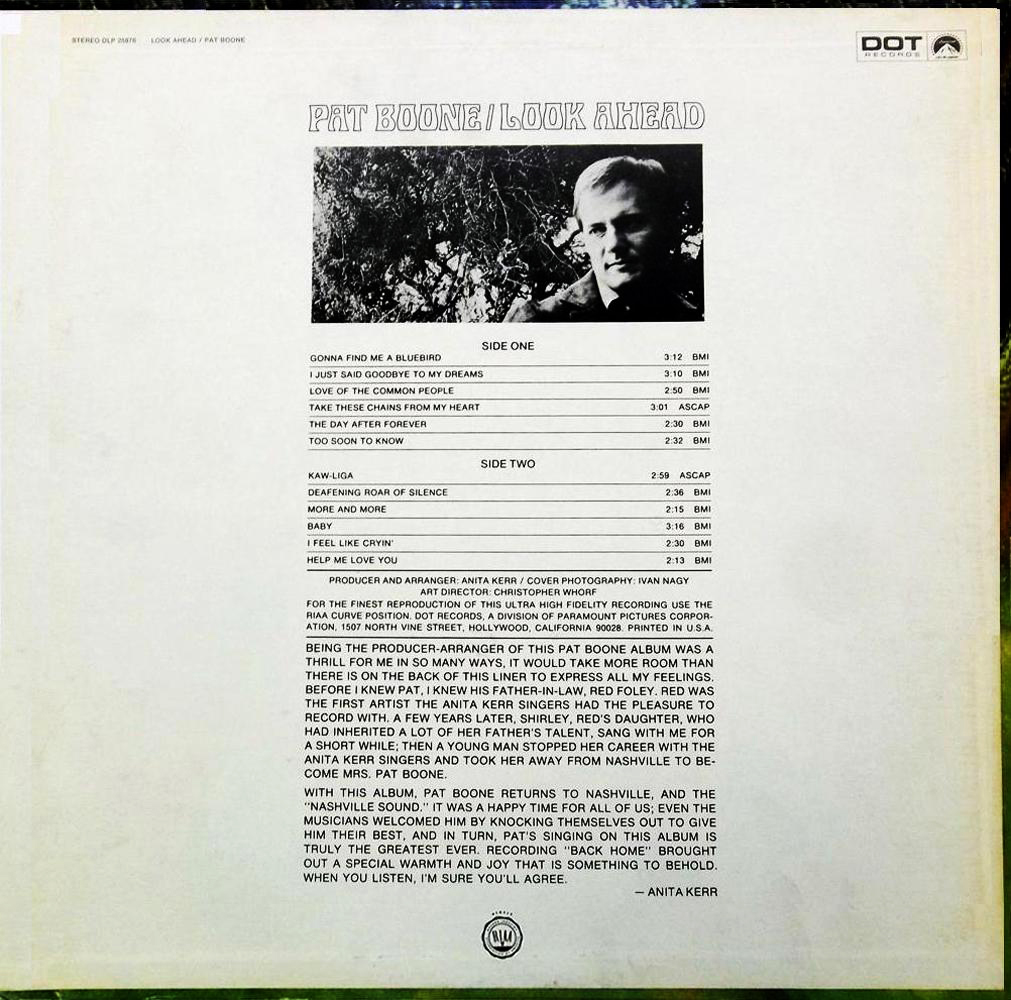 STEREO DLP 25876 LOOK AHEAD / PAT BOONE
DOT
RECORDS
PAT BOONE/LOOK AHEAD
SIDE ONE
GONNA FIND ME A BLUEBIRD 3:12 BMI
I JUST SAID GOODBYE TO MY DREAMS 3:10 BMI
LOVE OF THE COMMON PEOPLE 2:50 BMI
TAKE THESE CHAINS FROM MY HEART 3:01 ASCAP
THE DAY AFTER FOREVER 2:30 BMI
TOO SOON TO KNOW 2:32 BMI
SIDE TWO
KAW-LIGA 2:59 ASCAP
DEAFENING ROAR OF SILENCE 2:36 BMI
MORE AND MORE 2:15 BMI
BABY 3:16 BMI
I FEEL LIKE CRYIN' 2:30 BMI
HELP ME LOVE YOU 2:13 BMI
PRODUCER AND ARRANGER: ANITA KERR / COVER PHOTOGRAPHY: IVAN NAGY
ART DIRECTOR: CHRISTOPHER WHORF
FOR THE FINEST REPRODUCTION OF THIS ULTRA HIGH FIDELITY RECORDING USE THE
RIAA CURVE POSITION. DOT RECORDS, A DIVISION OF PARAMOUNT PICTURES CORPOR-
ATION, 1507 NORTH VINE STREET, HOLLYWOOD, CALIFORNIA 90028. PRINTED IN U.S.A.
BEING THE PRODUCER-ARRANGER OF THIS PAT BOONE ALBUM WAS A
THRILL FOR ME IN SO MANY WAYS, IT WOULD TAKE MORE ROOM THAN
THERE IS ON THE BACK OF THIS LINER TO EXPRESS ALL MY FEELINGS.
BEFORE I KNEW PAT, I KNEW HIS FATHER-IN-LAW, RED FOLEY. RED WAS
THE FIRST ARTIST THE ANITA KERR SINGERS HAD THE PLEASURE TO
RECORD WITH. A FEW YEARS LATER, SHIRLEY, RED'S DAUGHTER, WHO
HAD INHERITED A LOT OF HER FATHER'S TALENT, SANG WITH ME FOR
A SHORT WHILE; THEN A YOUNG MAN STOPPED HER CAREER WITH THE
ANITA KERR SINGERS AND TOOK HER AWAY FROM NASHVILLE TO BE-
COME MRS. PAT BOONE.
WITH THIS ALBUM, PAT BOONE RETURNS TO NASHVILLE, AND THE
"NASHVILLE SOUND." IT WAS A HAPPY TIME FOR ALL OF US; EVEN THE
MUSICIANS WELCOMED HIM BY KNOCKING THEMSELVES OUT TO GIVE
HIM THEIR BEST, AND IN TURN, PAT'S SINGING ON THIS ALBUM IS
TRULY THE GREATEST EVER. RECORDING "BACK HOME" BROUGHT
OUT A SPECIAL WARMTH AND JOY THAT IS SOMETHING TO BEHOLD.
WHEN YOU LISTEN, I'M SURE YOU'LL AGREE.
— ANITA KERR
RIAA